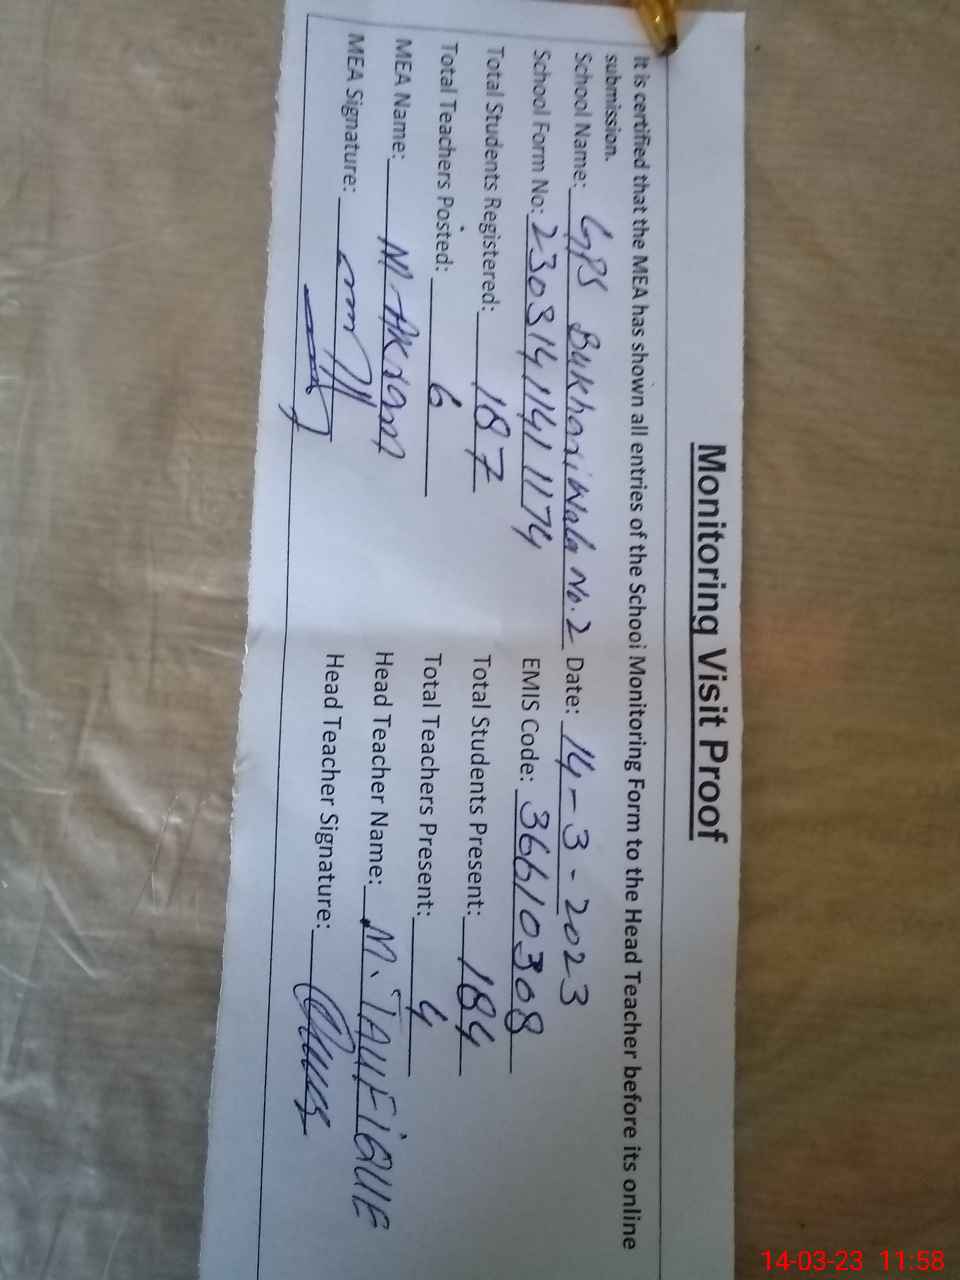 Monitoring Visit Proof
It is certified that the MEA has shown all entries of the School Monitoring Form to the Head Teacher before its online
submission.
School Name: GPS Bukhari Wala No. 2 Date: 14-3-2023
School Form No: 2303141411174 EMIS Code: 36610308
Total Students Registered: 187 Total Students Present: 184
Total Teachers Posted: 6 Total Teachers Present: 4
MEA Name: M. Akram Head Teacher Name: M. TAUFIQUE
MEA Signature: Head Teacher Signature:
14-03-23 11:58